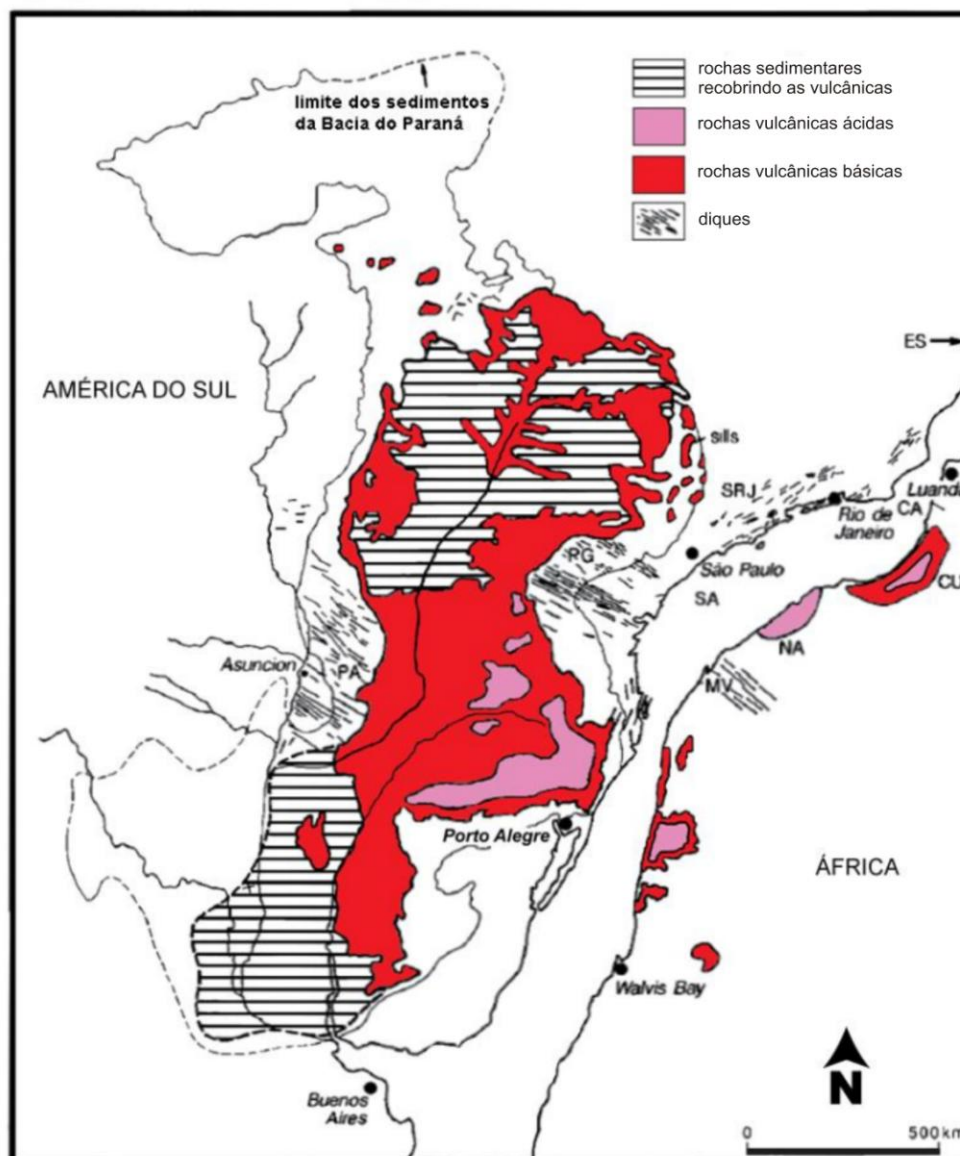 limite dos sedimentos
da Bacia do Paraná
rochas sedimentares
recobrindo as vulcânicas
rochas vulcânicas ácidas
rochas vulcânicas básicas
diques
AMÉRICA DO SUL
ES
sills
SRJ
Luanda
CA
Rio de
Janeiro
PG
São Paulo
SA
CU
NA
Asuncion
PA
MV
Porto Alegre
ÁFRICA
Walvis Bay
Buenos
Aires
N
0
500 km